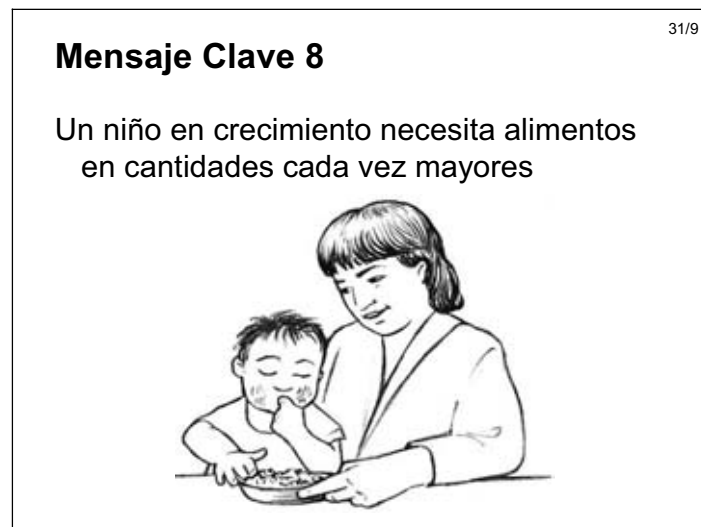 31/9
Mensaje Clave 8
Un niño en crecimiento necesita alimentos
en cantidades cada vez mayores